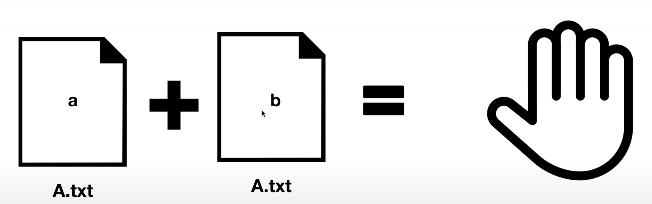 a + b =
A.txt A.txt